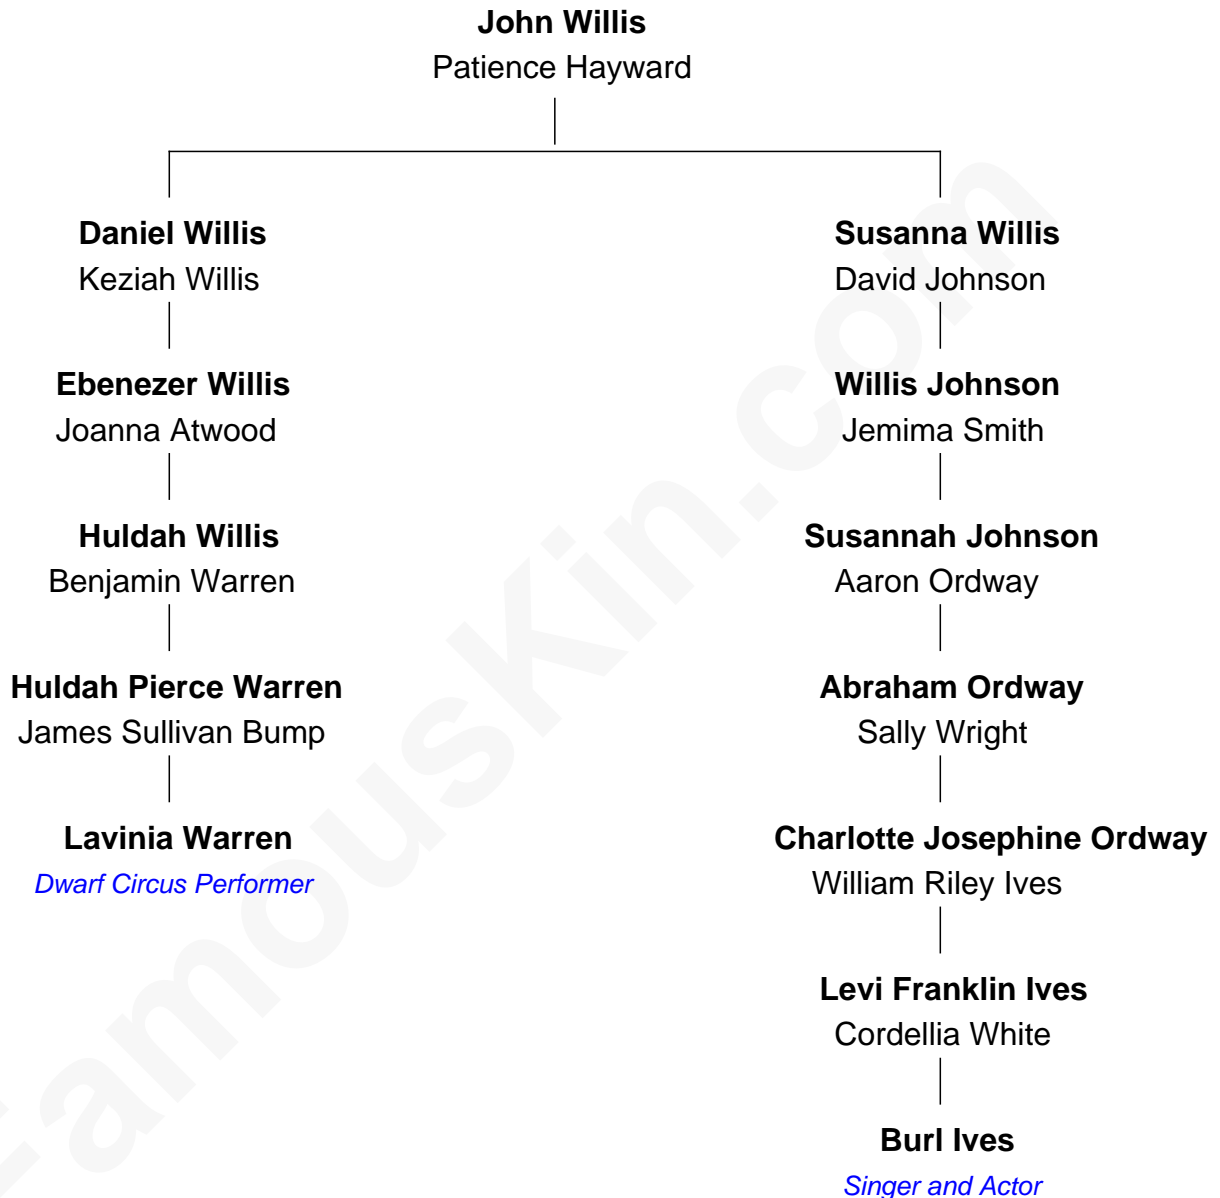 John Willis
Patience Hayward
Daniel Willis
Keziah Willis
Susanna Willis
David Johnson
Ebenezer Willis
Joanna Atwood
Willis Johnson
Jemima Smith
Huldah Willis
Benjamin Warren
Susannah Johnson
Aaron Ordway
Huldah Pierce Warren
James Sullivan Bump
Abraham Ordway
Sally Wright
Lavinia Warren
Dwarf Circus Performer
Charlotte Josephine Ordway
William Riley Ives
Levi Franklin Ives
Cordellia White
Burl Ives
Singer and Actor
FamousKin.com